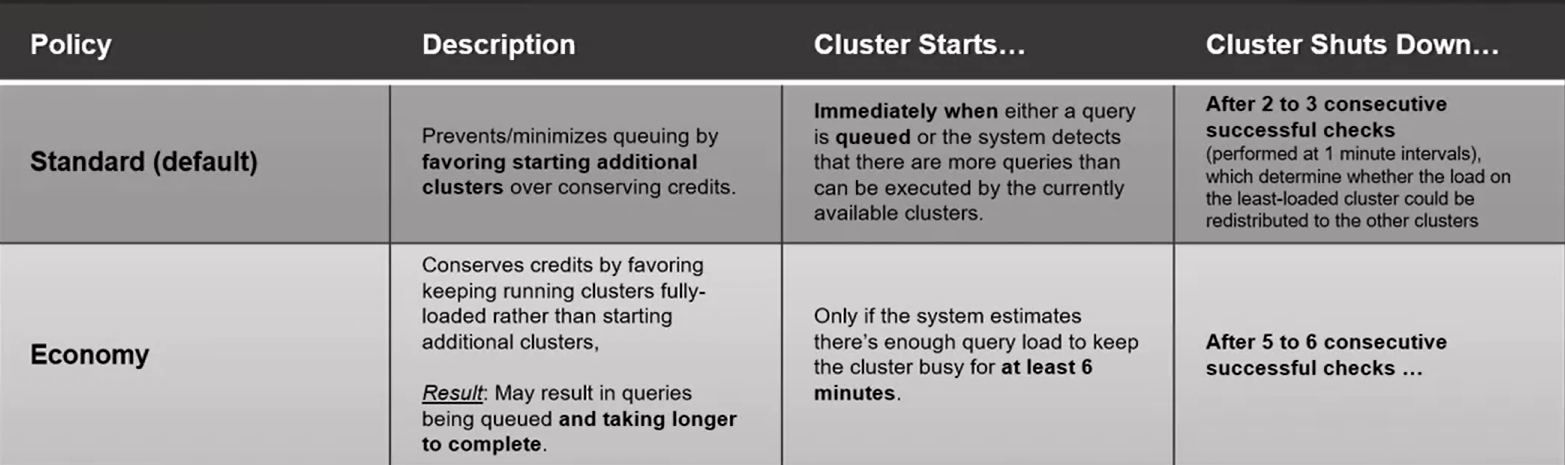 Policy
Description
Cluster Starts…
Cluster Shuts Down…
Standard (default)
Prevents/minimizes queuing by
favoring starting additional
clusters over conserving credits.
Immediately when either a query
is queued or the system detects
that there are more queries than
can be executed by the currently
available clusters.
After 2 to 3 consecutive
successful checks
(performed at 1 minute intervals),
which determine whether the load on
the least-loaded cluster could be
redistributed to the other clusters
Economy
Conserves credits by favoring
keeping running clusters fully-
loaded rather than starting
additional clusters,
Result: May result in queries
being queued and taking longer
to complete.
Only if the system estimates
there's enough query load to keep
the cluster busy for at least 6
minutes.
After 5 to 6 consecutive
successful checks …